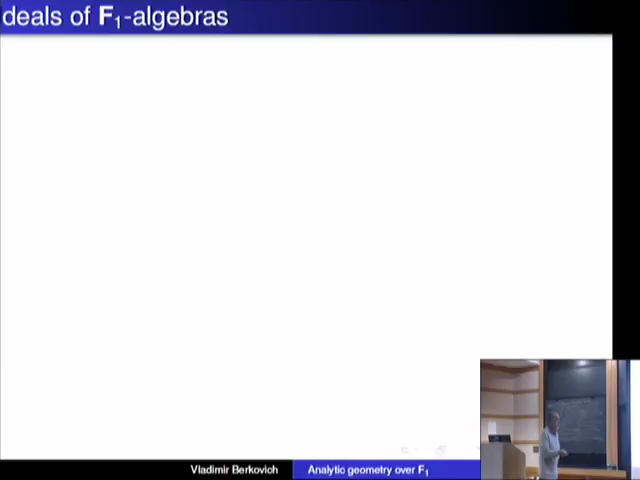 deals of F₁-algebras
Vladimir Berkovich
Analytic geometry over F₁